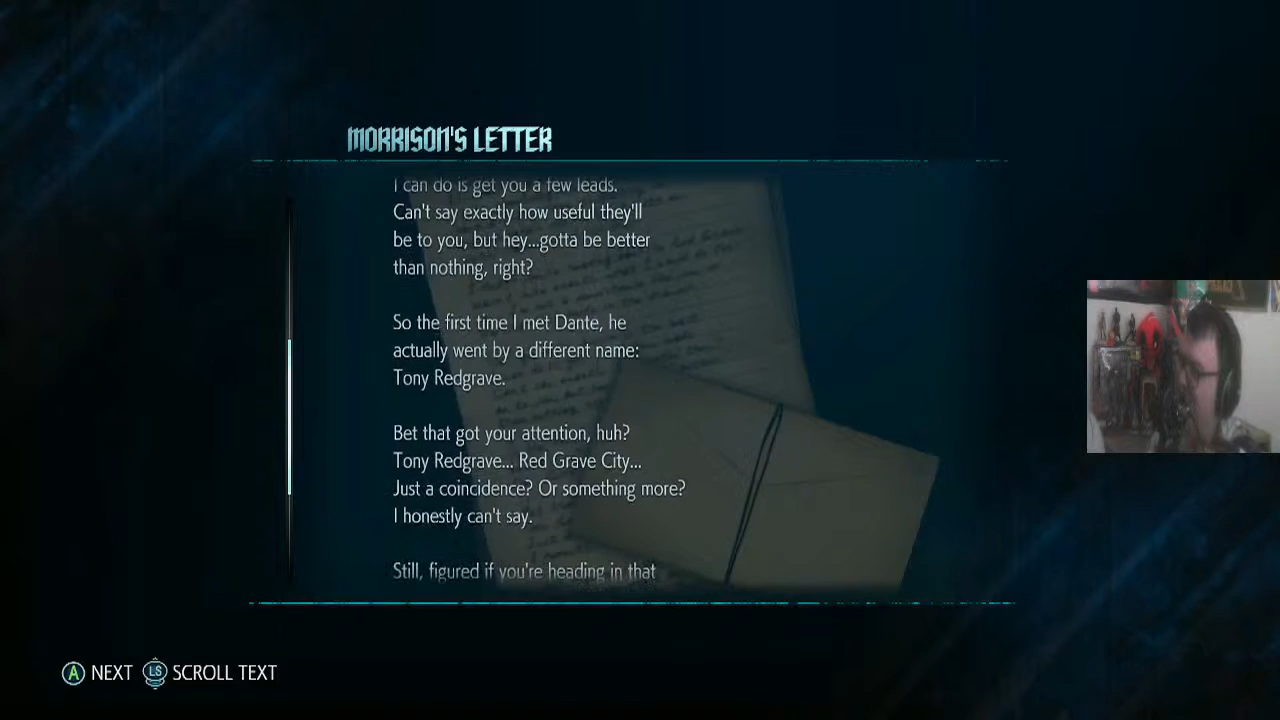 MORRISON'S LETTER
I can do is get you a few leads.
Can't say exactly how useful they'll
be to you, but hey...gotta be better
than nothing, right?
So the first time I met Dante, he
actually went by a different name:
Tony Redgrave.
Bet that got your attention, huh?
Tony Redgrave... Red Grave City...
Just a coincidence? Or something more?
I honestly can't say.
Still, figured if you're heading in that
A NEXT LS SCROLL TEXT